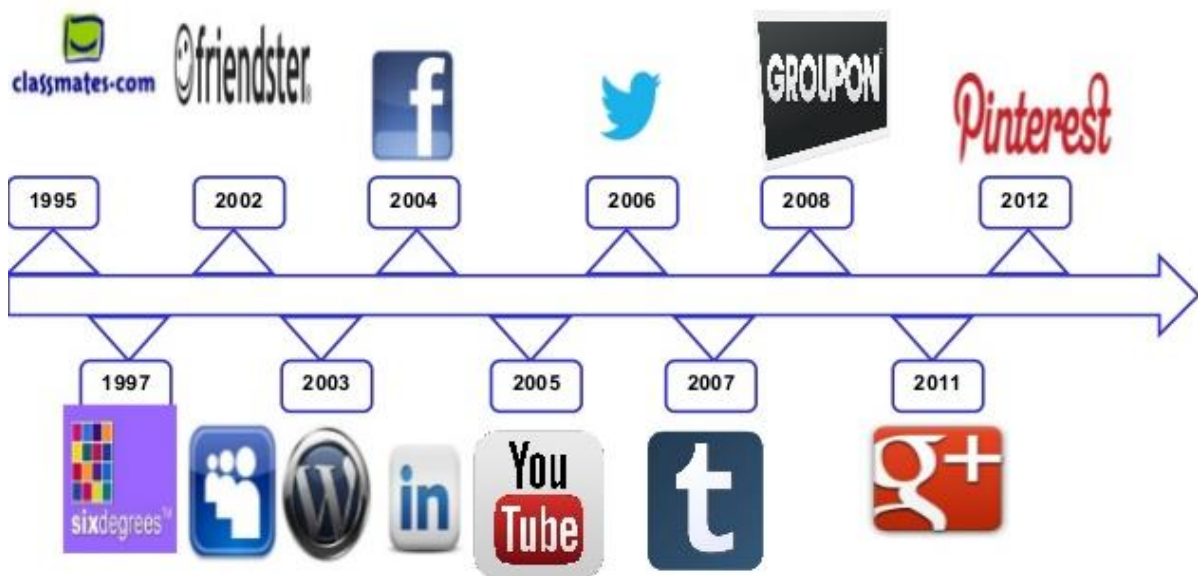 classmates.com
friendster®
f
GROUPON
Pinterest
1995
2002
2004
2006
2008
2012
1997
2003
2005
2007
2011
sixdegrees™
W
in
You
Tube
t
g+